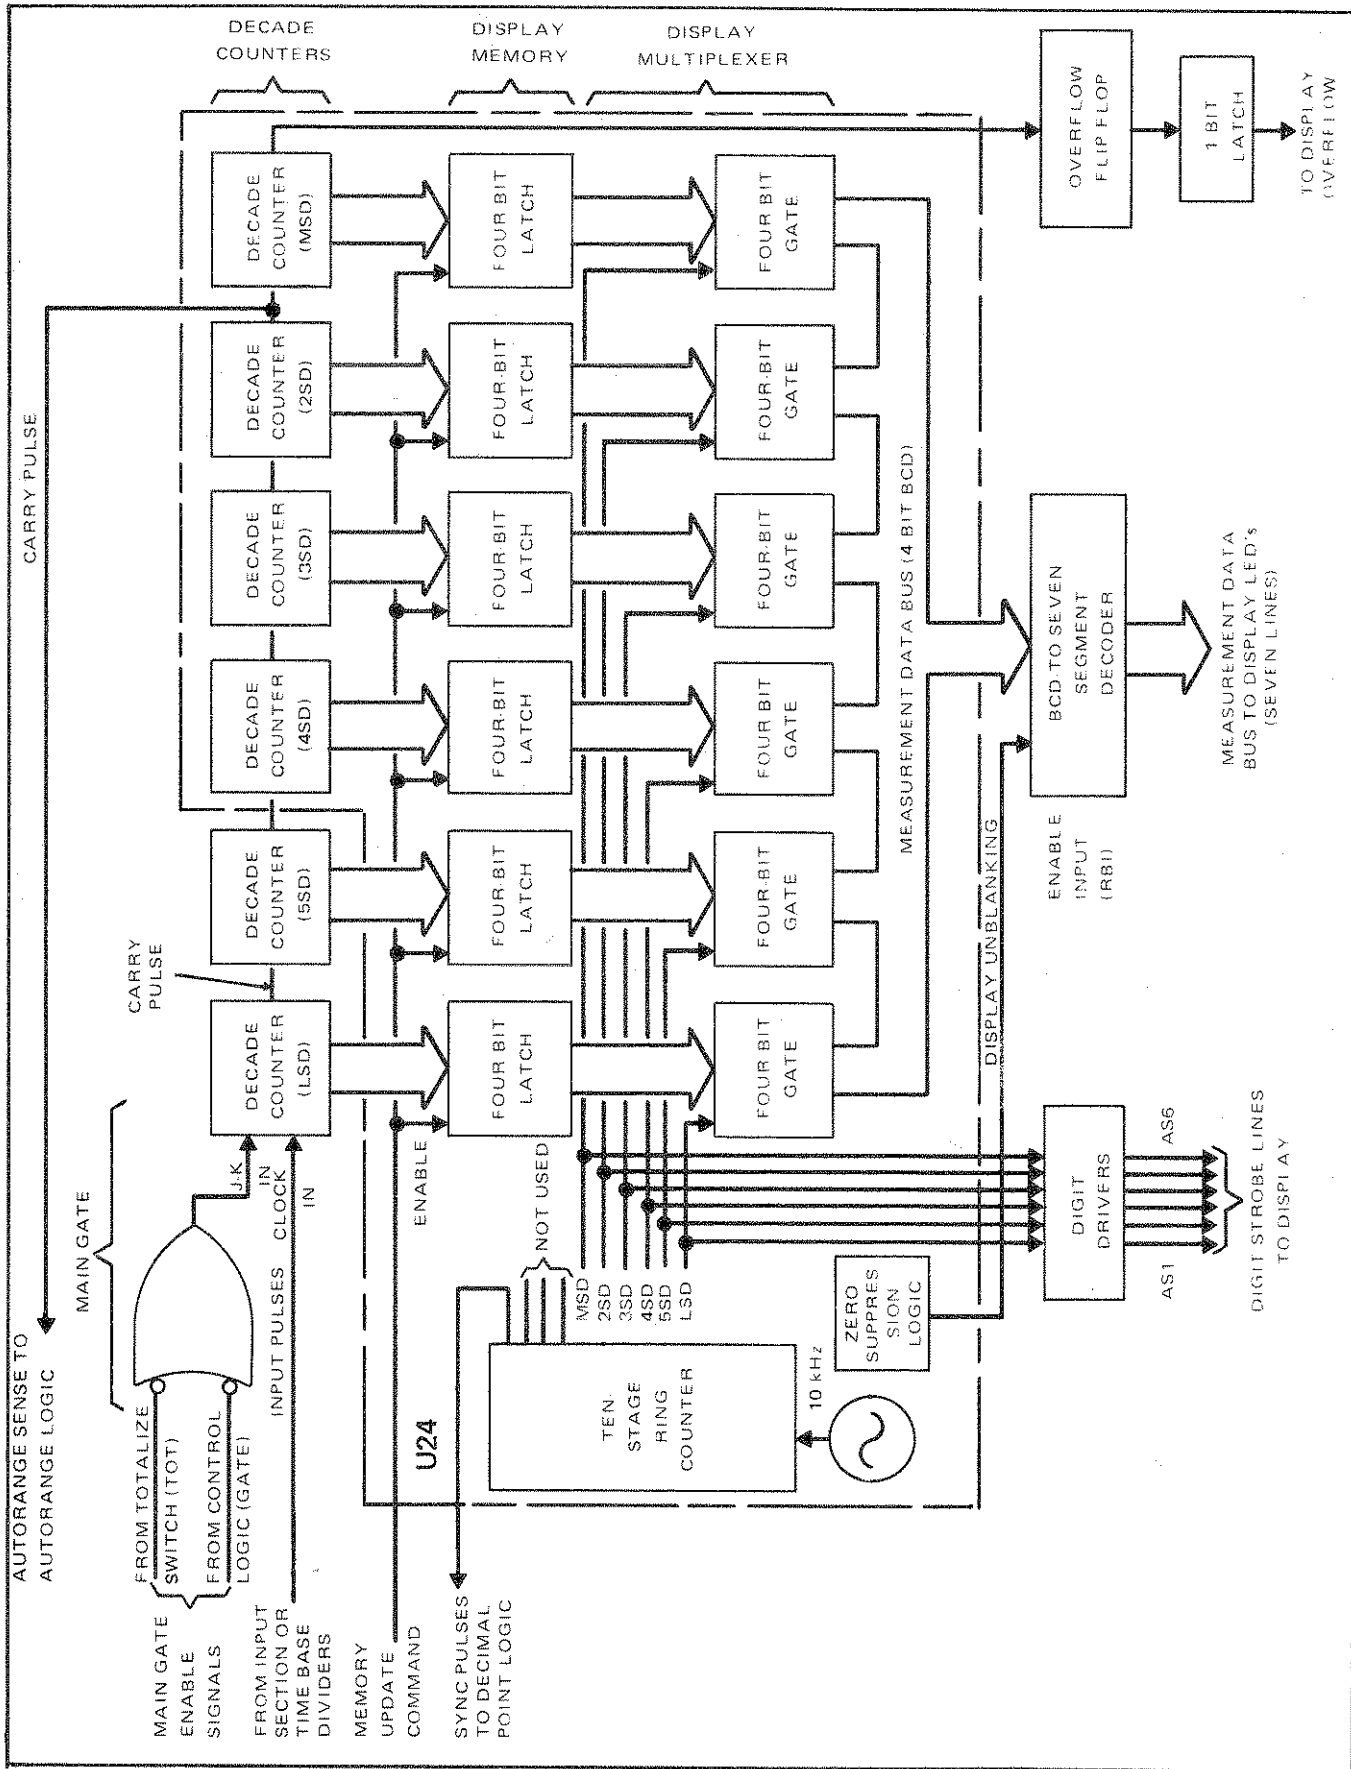 AUTORANGE SENSE TO
AUTORANGE LOGIC
CARRY PULSE
MAIN GATE
MAIN GATE
ENABLE
SIGNALS
FROM TOTALIZE
SWITCH (TOT)
FROM CONTROL
LOGIC (GATE)
J-K
IN
CARRY
PULSE
FROM INPUT
SECTION OR
TIME BASE
DIVIDERS
INPUT PULSES
CLOCK
IN
DECADE
COUNTER
(LSD)
DECADE
COUNTER
(5SD)
DECADE
COUNTER
(4SD)
DECADE
COUNTER
(3SD)
DECADE
COUNTER
(2SD)
DECADE
COUNTER
(MSD)
DECADE
COUNTERS
MEMORY
UPDATE
COMMAND
U24
ENABLE
FOUR BIT
LATCH
FOUR-BIT
LATCH
FOUR-BIT
LATCH
FOUR-BIT
LATCH
FOUR-BIT
LATCH
FOUR BIT
LATCH
DISPLAY
MEMORY
SYNC PULSES
TO DECIMAL
POINT LOGIC
NOT USED
MSD
2SD
3SD
4SD
5SD
LSD
TEN-
STAGE
RING
COUNTER
10 kHz
FOUR BIT
GATE
FOUR-BIT
GATE
FOUR BIT
GATE
FOUR-BIT
GATE
FOUR-BIT
GATE
FOUR BIT
GATE
DISPLAY
MULTIPLEXER
MEASUREMENT DATA BUS (4 BIT BCD)
ZERO
SUPPRES
SION
LOGIC
DISPLAY UNBLANKING
DIGIT
DRIVERS
AS1
AS6
DIGIT STROBE LINES
TO DISPLAY
ENABLE
INPUT
(RBI)
BCD-TO SEVEN
SEGMENT
DECODER
MEASUREMENT DATA
BUS TO DISPLAY LED's
(SEVEN LINES)
OVERFLOW
FLIP FLOP
1 BIT
LATCH
TO DISPLAY
(OVERFLOW